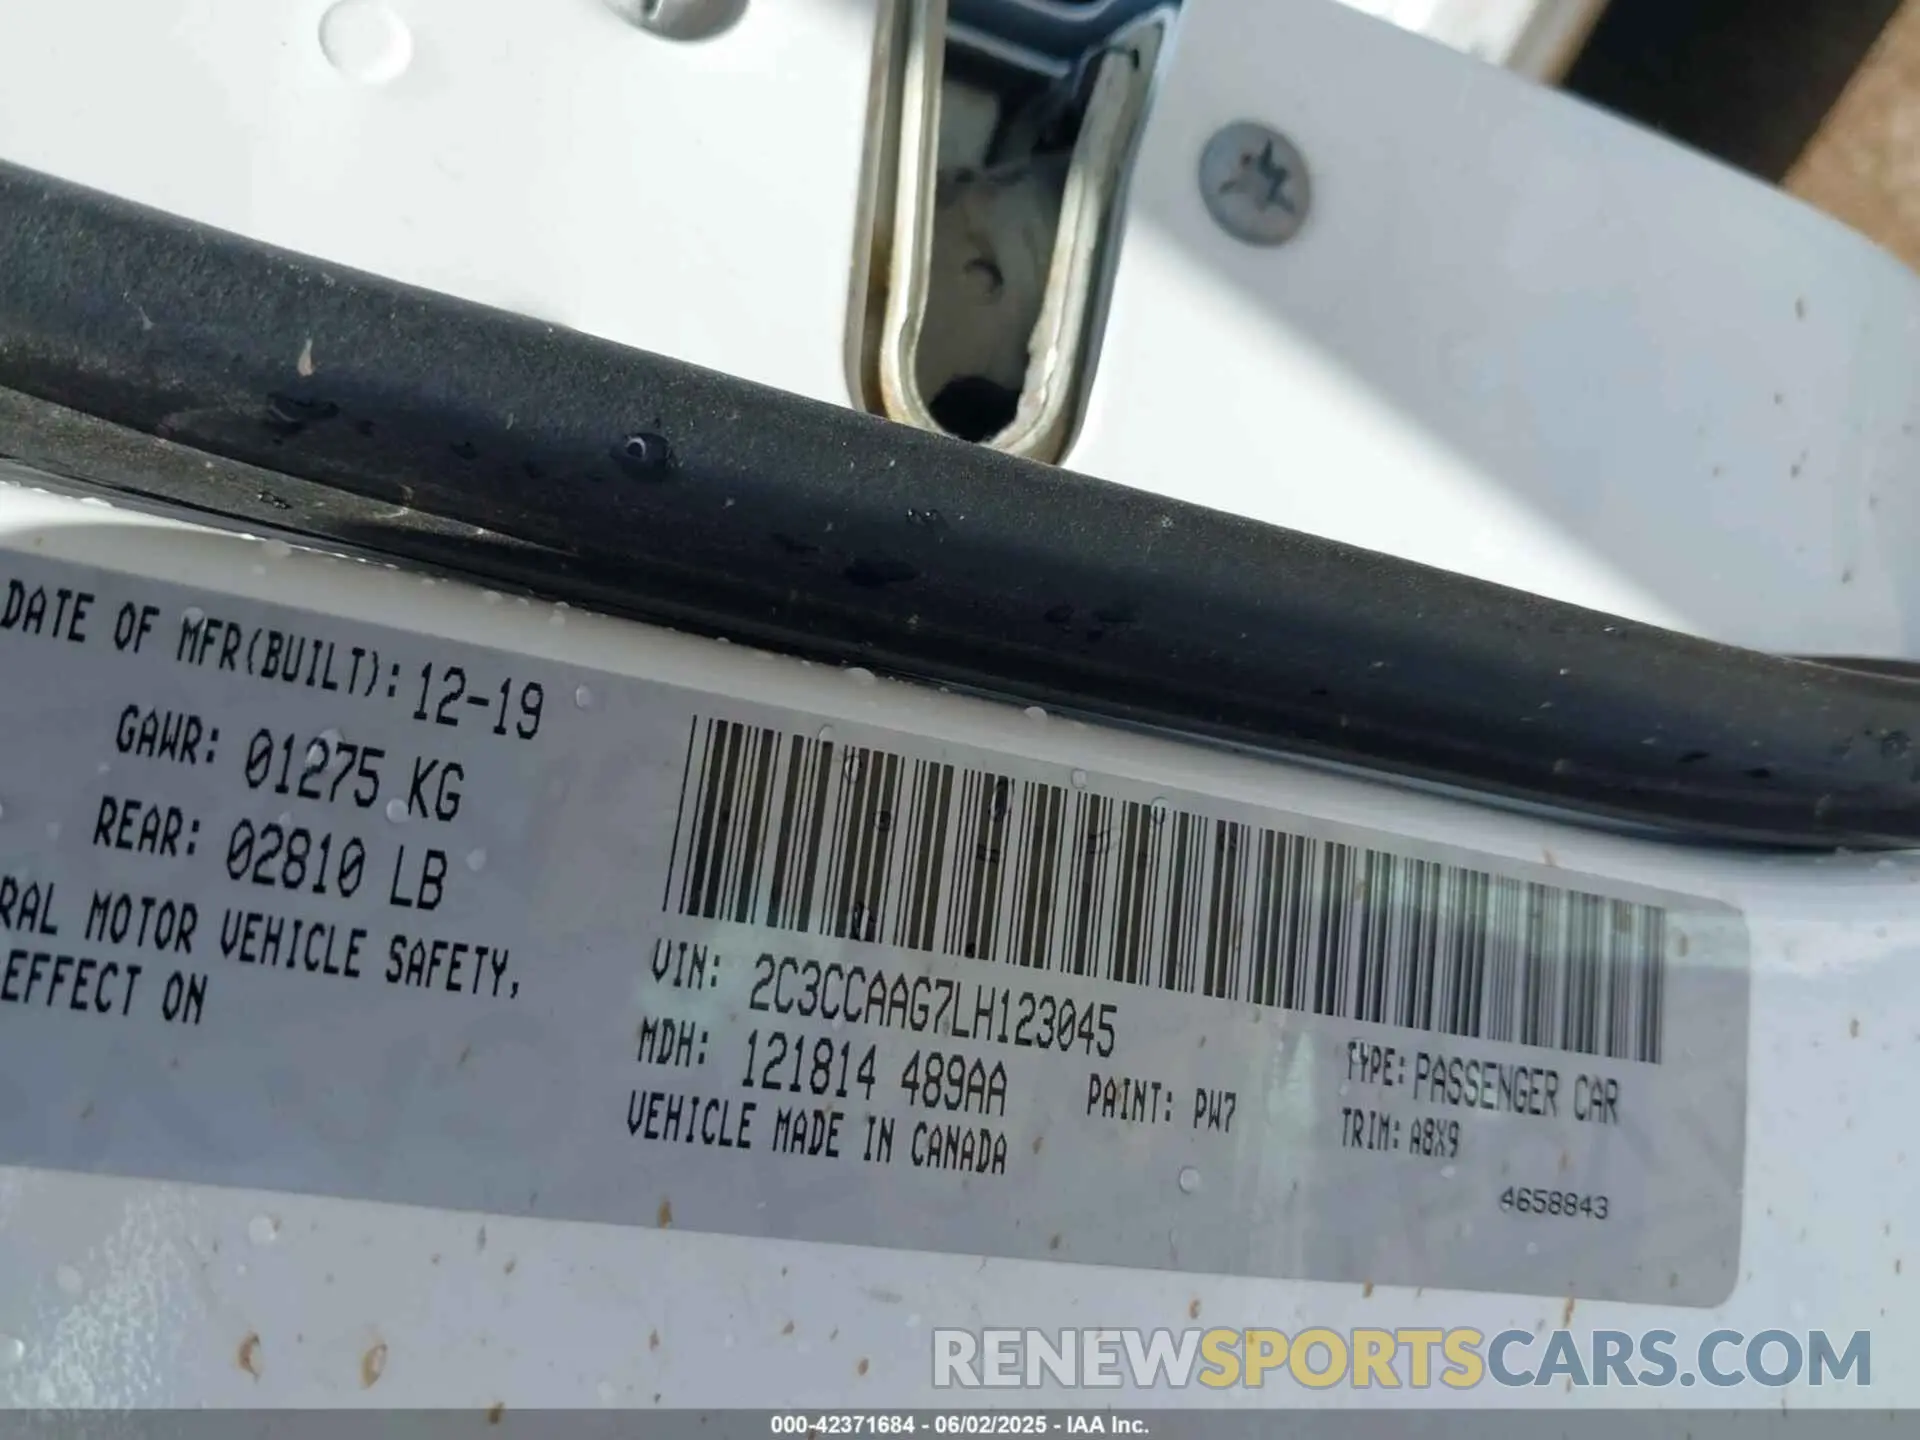 DATE OF MFR(BUILT): 12-19
GAWR: 01275 KG
REAR: 02810 LB
RAL MOTOR VEHICLE SAFETY,
EFFECT ON
VIN: 2C3CCAAG7LH123045
MDH: 121814 489AA
PAINT: PW7
VEHICLE MADE IN CANADA
TYPE: PASSENGER CAR
TRIM: A8X9
4658843
RENEWSPORTSCARS.COM
000-42371684 - 06/02/2025 - IAA Inc.